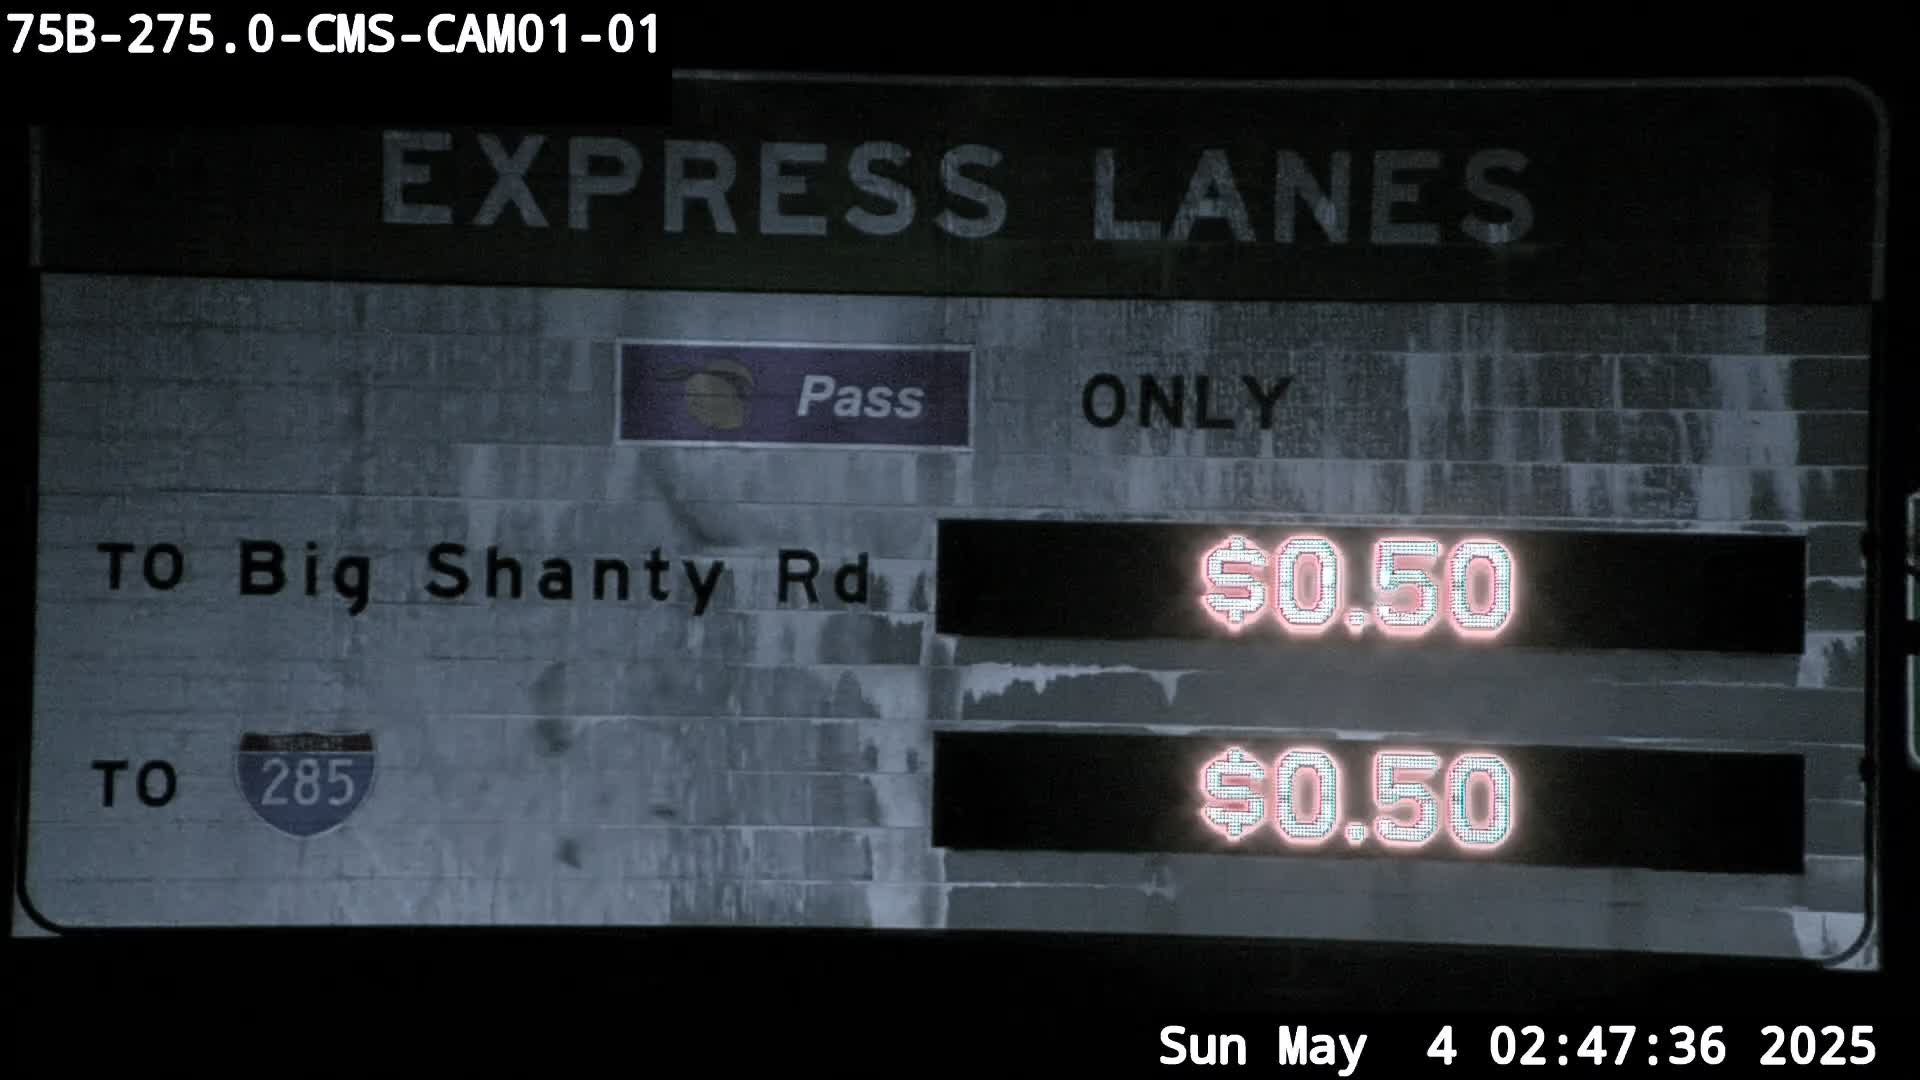 75B-275.0-CMS-CAM01-01
EXPRESS LANES
Pass ONLY
TO Big Shanty Rd $0.50
TO 285 $0.50
Sun May 4 02:47:36 2025